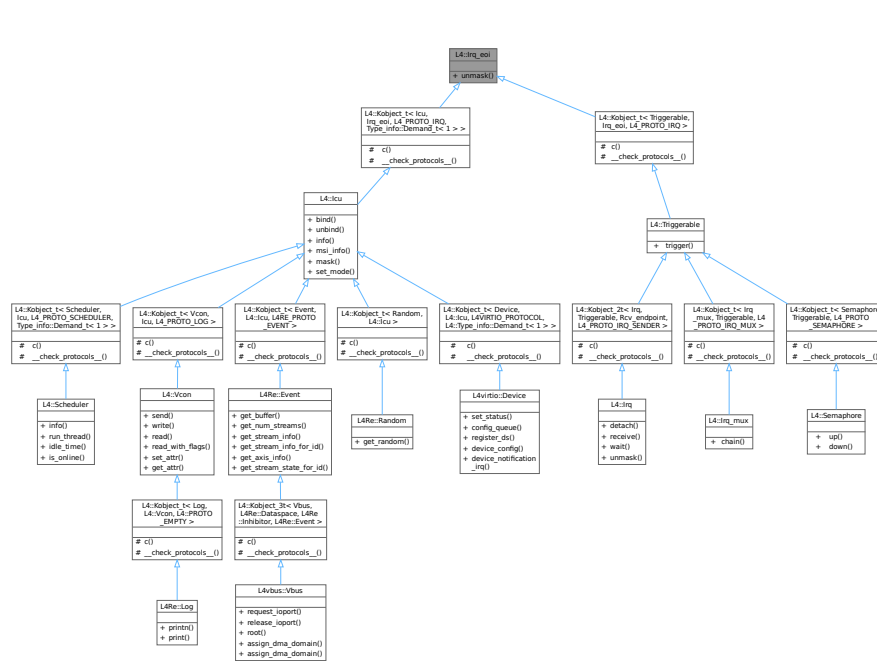 L4::Irq_eoi
+ unmask()
L4::Kobject_t< Icu,
Irq_eoi, L4_PROTO_IRQ,
Type_info::Demand_t< 1 > >
# c()
# __check_protocols__()
L4::Kobject_t< Triggerable,
Irq_eoi, L4_PROTO_IRQ >
# c()
# __check_protocols__()
L4::Icu
+ bind()
+ unbind()
+ info()
+ msi_info()
+ mask()
+ set_mode()
L4::Triggerable
+ trigger()
L4::Kobject_t< Scheduler,
Icu, L4_PROTO_SCHEDULER,
Type_info::Demand_t< 1 > >
# c()
# __check_protocols__()
L4::Kobject_t< Vcon,
Icu, L4_PROTO_LOG >
# c()
# __check_protocols__()
L4::Kobject_t< Event,
L4::Icu, L4RE_PROTO
_EVENT >
# c()
# __check_protocols__()
L4::Kobject_t< Random,
L4::Icu >
# c()
# __check_protocols__()
L4::Kobject_t< Device,
L4::Icu, L4VIRTIO_PROTOCOL,
L4::Type_info::Demand_t< 1 > >
# c()
# __check_protocols__()
L4::Kobject_2t< Irq,
Triggerable, Rcv_endpoint,
L4_PROTO_IRQ_SENDER >
# c()
# __check_protocols__()
L4::Kobject_t< Irq
_mux, Triggerable, L4
_PROTO_IRQ_MUX >
# c()
# __check_protocols__()
L4::Kobject_t< Semaphore
Triggerable, L4_PROTO
_SEMAPHORE >
# c()
# __check_protocols__()
L4::Scheduler
+ info()
+ run_thread()
+ idle_time()
+ is_online()
L4::Vcon
+ send()
+ write()
+ read()
+ read_with_flags()
+ set_attr()
+ get_attr()
L4Re::Event
+ get_buffer()
+ get_num_streams()
+ get_stream_info()
+ get_stream_info_for_id()
+ get_axis_info()
+ get_stream_state_for_id()
L4Re::Random
+ get_random()
L4virtio::Device
+ set_status()
+ config_queue()
+ register_ds()
+ device_config()
+ device_notification
_irq()
L4::Irq
+ detach()
+ receive()
+ wait()
+ unmask()
L4::Irq_mux
+ chain()
L4::Semaphore
+ up()
+ down()
L4::Kobject_t< Log,
L4::Vcon, L4::PROTO
_EMPTY >
# c()
# __check_protocols__()
L4::Kobject_3t< Vbus,
L4Re::Dataspace, L4Re
::Inhibitor, L4Re::Event >
# c()
# __check_protocols__()
L4Re::Log
+ printn()
+ print()
L4vbus::Vbus
+ request_ioport()
+ release_ioport()
+ root()
+ assign_dma_domain()
+ assign_dma_domain()